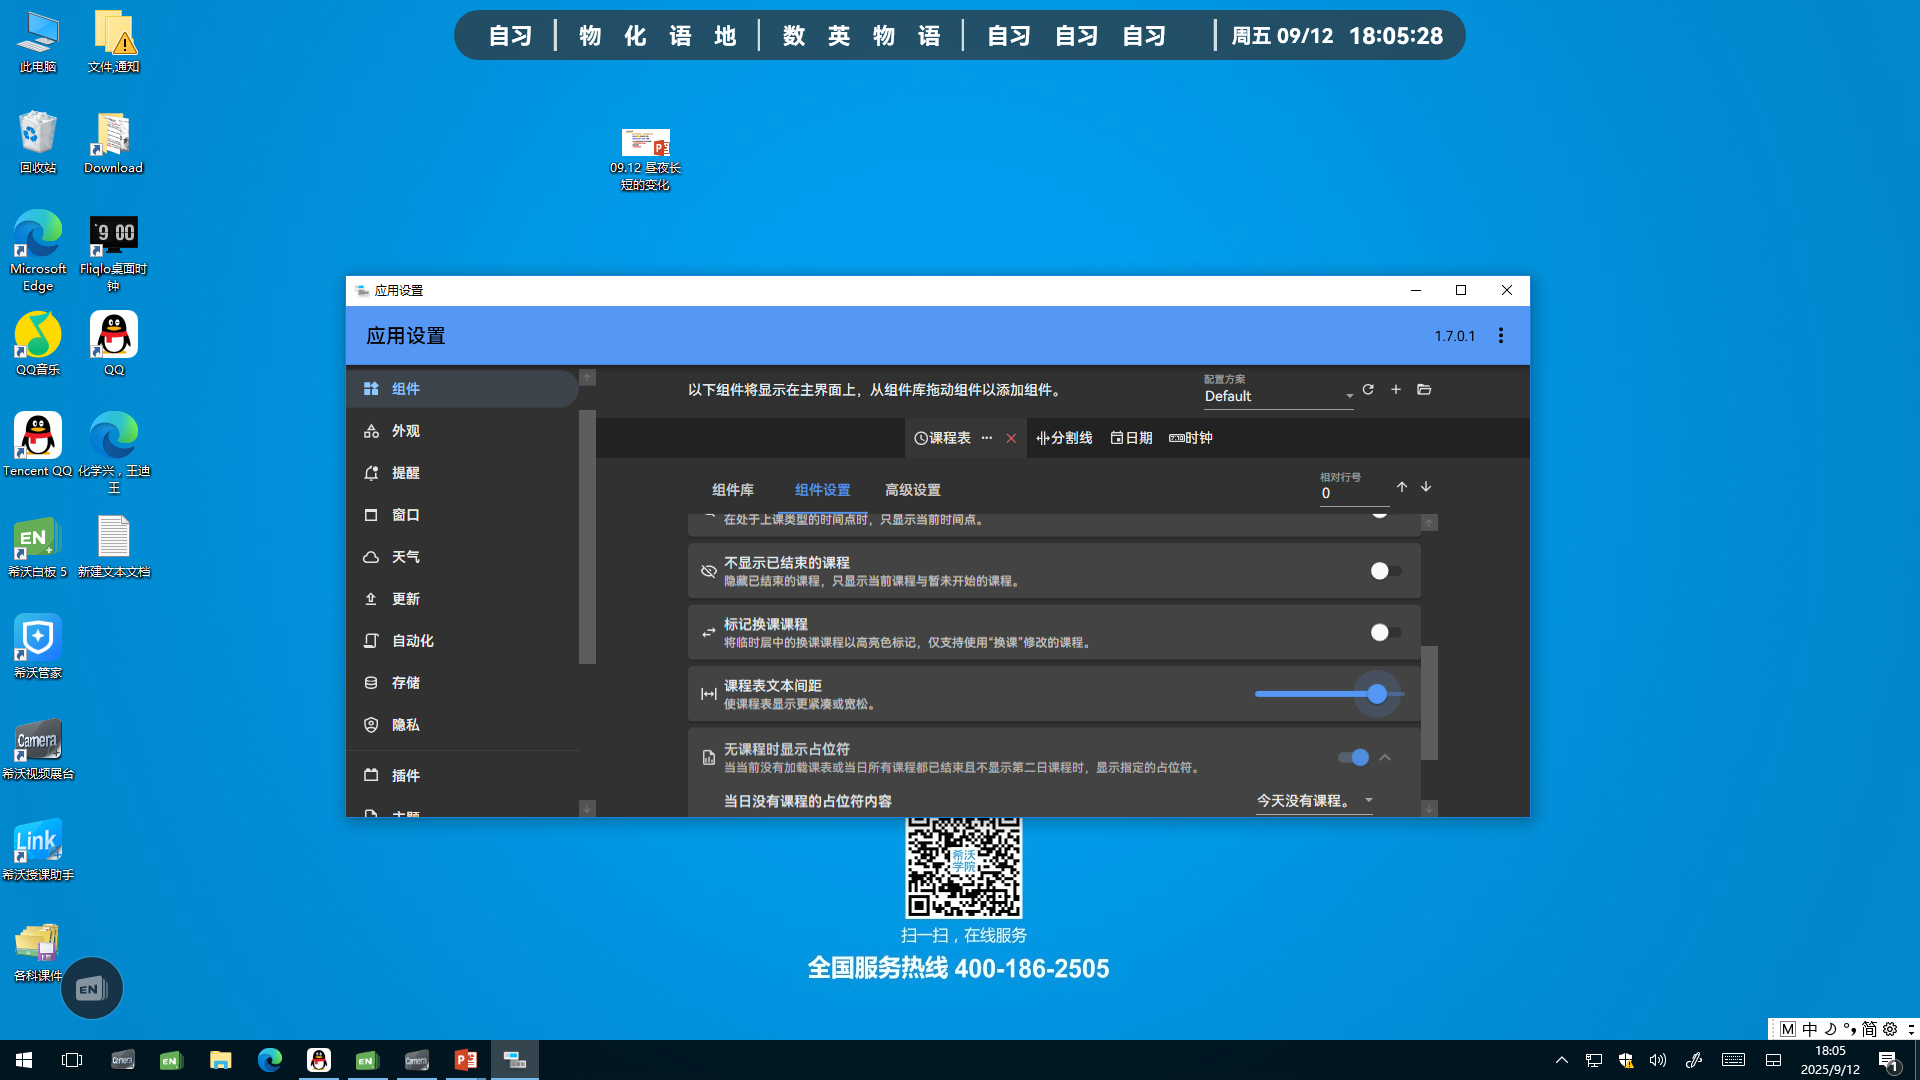 自习 | 物 化 语 地 | 数 英 物 语 | 自习 自习 自习 | 周五 09/12 18:05:28
此电脑
文件,通知
回收站
Download
09.12 昼夜长
短的变化
Microsoft
Edge
9 00
Fliqlo桌面时
钟
QQ音乐
QQ
Tencent QQ
化学兴，王迪
王
EN
希沃白板 5
新建文本文档
希沃管家
Camera
希沃视频展台
Link
希沃授课助手
各科课件
EN
应用设置
应用设置
1.7.0.1
组件
外观
提醒
窗口
天气
更新
自动化
存储
隐私
插件
主题
以下组件将显示在主界面上，从组件库拖动组件以添加组件。
配置方案
Default
课程表
分割线
日期
时钟
组件库
组件设置
高级设置
相对行号
0
在处于上课类型的时间点时，只显示当前时间点。
不显示已结束的课程
隐藏已结束的课程，只显示当前课程与暂未开始的课程。
标记换课课程
将临时层中的换课课程以高亮色标记，仅支持使用“换课”修改的课程。
课程表文本间距
使课程表显示更紧凑或宽松。
无课程时显示占位符
当当前没有加载课表或当日所有课程都已结束且不显示第二日课程时，显示指定的占位符。
当日没有课程的占位符内容
今天没有课程。
希沃
学院
扫一扫，在线服务
全国服务热线 400-186-2505
M 中 简
Camera
EN
EN
Camera
18:05
2025/9/12
1